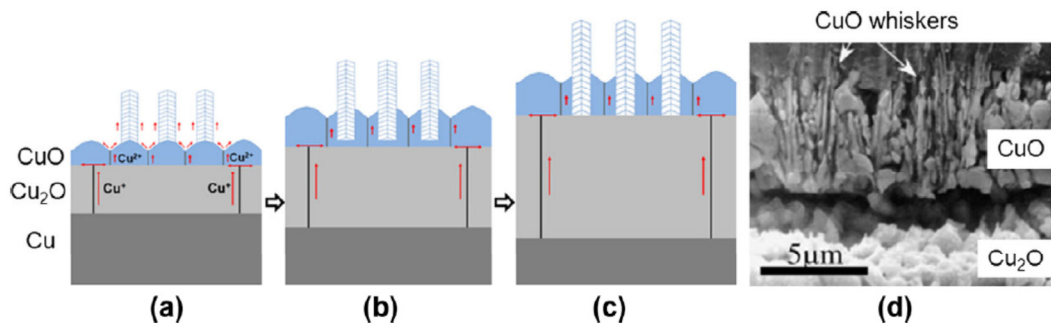 CuO whiskers
CuO
Cu²⁺
Cu²⁺
CuO
Cu₂O
Cu⁺
Cu⁺
Cu
Cu₂O
5µm
(a)
(b)
(c)
(d)